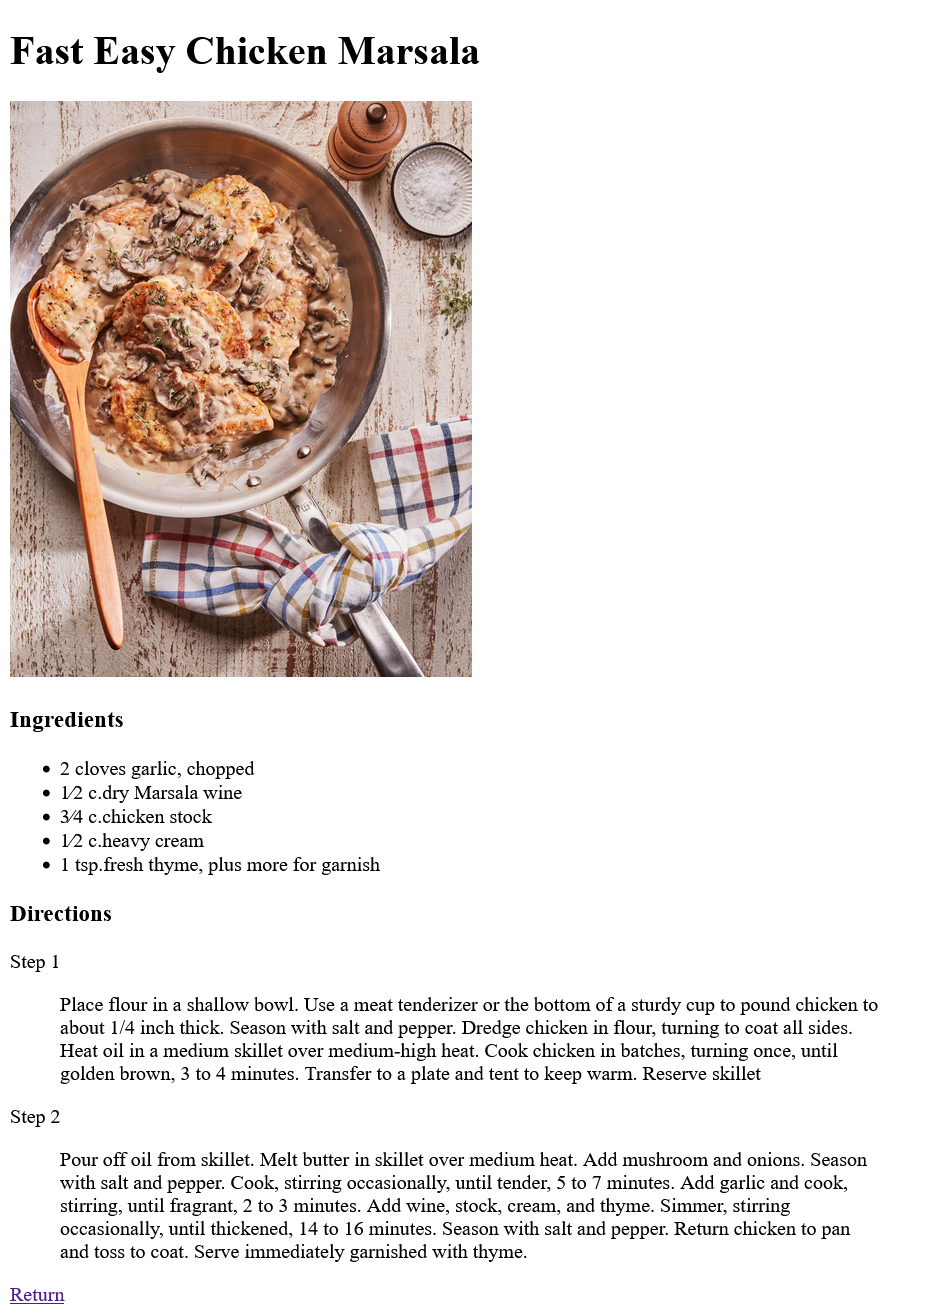 Fast Easy Chicken Marsala
Ingredients
• 2 cloves garlic, chopped
• 1⁄2 c.dry Marsala wine
• 3⁄4 c.chicken stock
• 1⁄2 c.heavy cream
• 1 tsp.fresh thyme, plus more for garnish
Directions
Step 1
Place flour in a shallow bowl. Use a meat tenderizer or the bottom of a sturdy cup to pound chicken to
about 1/4 inch thick. Season with salt and pepper. Dredge chicken in flour, turning to coat all sides.
Heat oil in a medium skillet over medium-high heat. Cook chicken in batches, turning once, until
golden brown, 3 to 4 minutes. Transfer to a plate and tent to keep warm. Reserve skillet
Step 2
Pour off oil from skillet. Melt butter in skillet over medium heat. Add mushroom and onions. Season
with salt and pepper. Cook, stirring occasionally, until tender, 5 to 7 minutes. Add garlic and cook,
stirring, until fragrant, 2 to 3 minutes. Add wine, stock, cream, and thyme. Simmer, stirring
occasionally, until thickened, 14 to 16 minutes. Season with salt and pepper. Return chicken to pan
and toss to coat. Serve immediately garnished with thyme.
Return